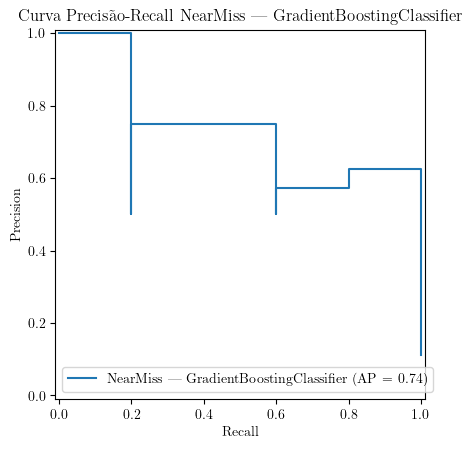 Curva Precisão-Recall NearMiss — GradientBoostingClassifier
1.0
0.8
0.6
0.4
0.2
0.0
Precision
NearMiss — GradientBoostingClassifier (AP = 0.74)
0.0 0.2 0.4 0.6 0.8 1.0
Recall